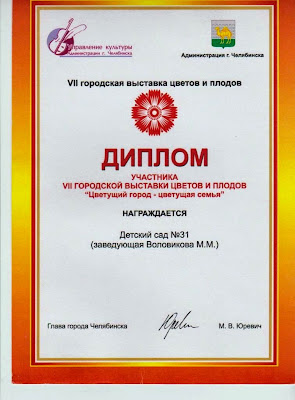 Управление культуры
администрации г. Челябинска
Администрация г. Челябинска
VII городская выставка цветов и плодов
ДИПЛОМ
УЧАСТНИКА
VII ГОРОДСКОЙ ВЫСТАВКИ ЦВЕТОВ И ПЛОДОВ
"Цветущий город - цветущая семья"
НАГРАЖДАЕТСЯ
Детский сад №31
(заведующая Воловикова М.М.)
Глава города Челябинска
М. В. Юревич